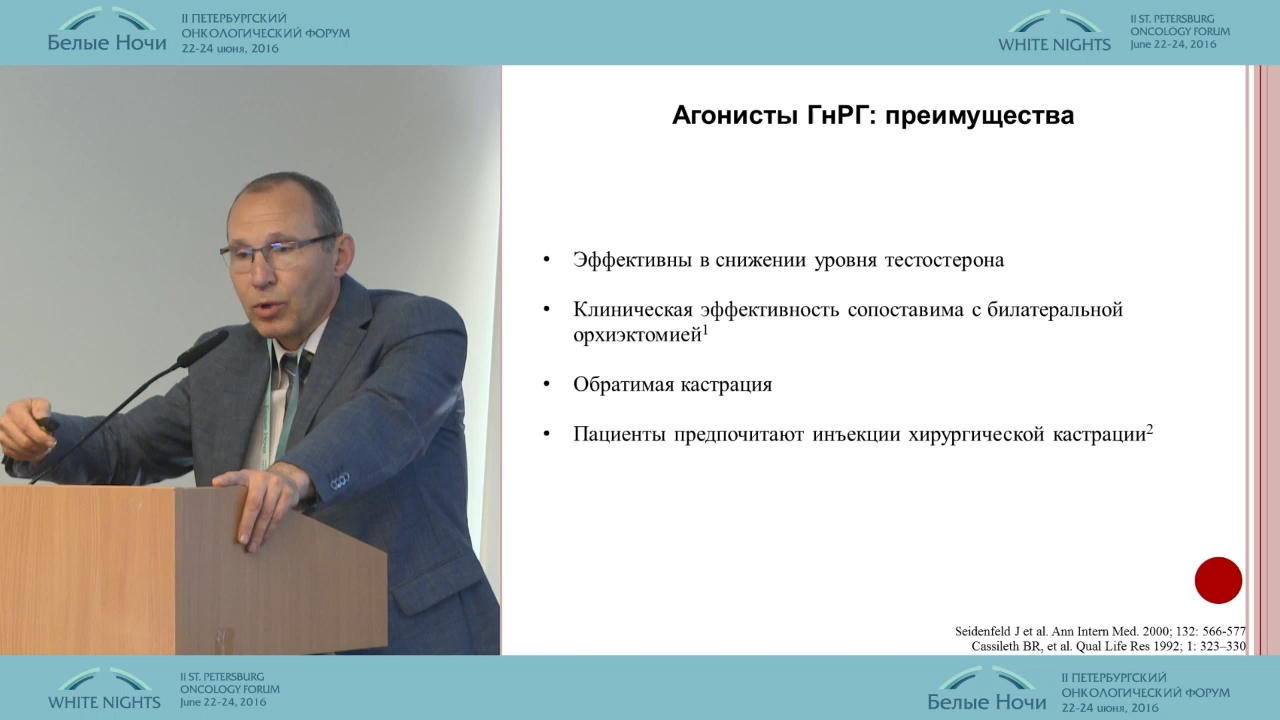 Белые Ночи
II ПЕТЕРБУРГСКИЙ
ОНКОЛОГИЧЕСКИЙ ФОРУМ
22-24 июня, 2016
WHITE NIGHTS
II ST. PETERSBURG
ONCOLOGY FORUM
June 22-24, 2016
Агонисты ГнРГ: преимущества
• Эффективны в снижении уровня тестостерона
• Клиническая эффективность сопоставима с билатеральной
орхиэктомией1
• Обратимая кастрация
• Пациенты предпочитают инъекции хирургической кастрации2
Seidenfeld J et al. Ann Intern Med. 2000; 132: 566-577
Cassileth BR, et al. Qual Life Res 1992; 1: 323–330
WHITE NIGHTS
II ST. PETERSBURG
ONCOLOGY FORUM
June 22-24, 2016
Белые Ночи
II ПЕТЕРБУРГСКИЙ
ОНКОЛОГИЧЕСКИЙ ФОРУМ
22-24 июня, 2016